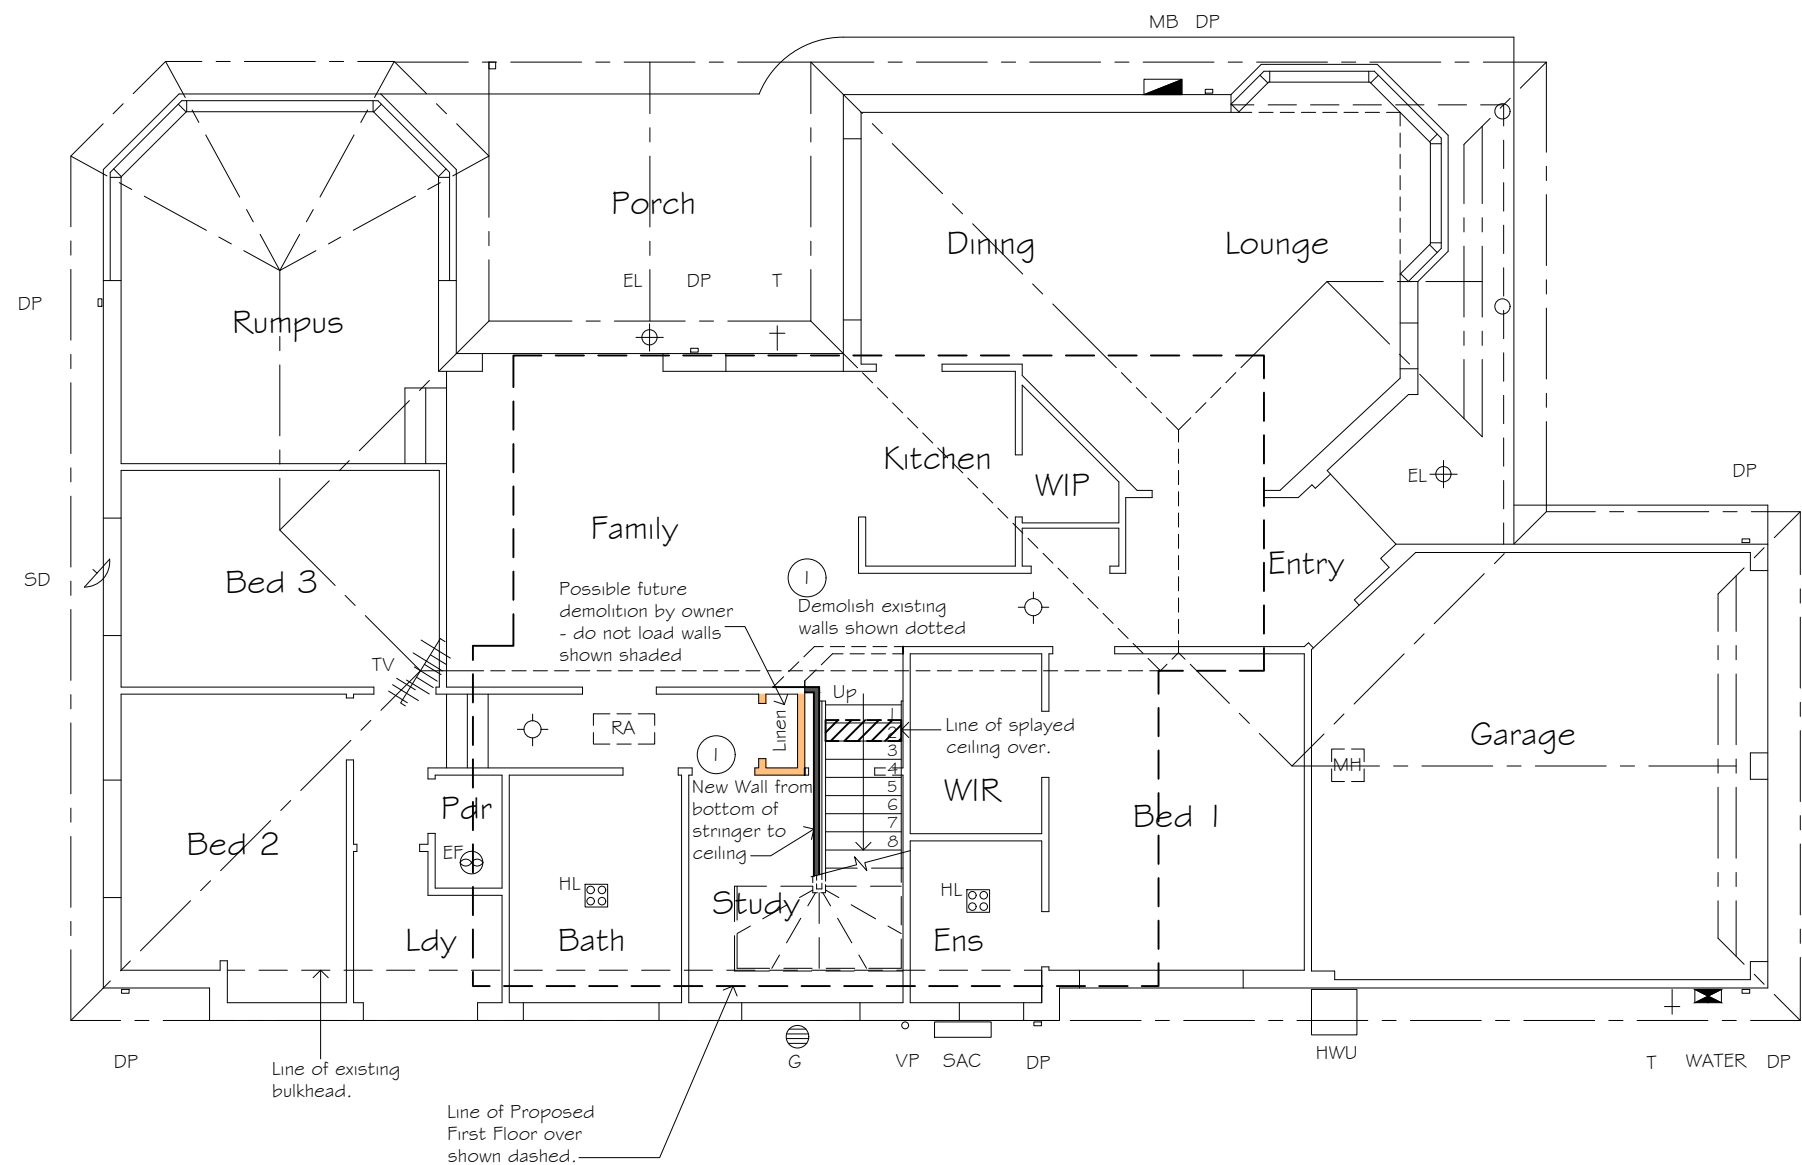 MB DP
Porch
Dining
Lounge
EL
DP
T
DP
Rumpus
Kitchen
WIP
EL
DP
Family
Entry
SD
Bed 3
1
Possible future
demolition by owner
- do not load walls
shown shaded
Demolish existing
walls shown dotted
TV
Up
Linen
RA
1
1
2
3
4
5
6
7
8
Line of splayed
ceiling over.
Garage
MH
WIR
Bed 1
New Wall from
bottom of
stringer to
ceiling
Pdr
Bed 2
EF
HL
HL
Study
Ldy
Bath
Ens
DP
G
VP
SAC
DP
HWU
T
WATER
DP
Line of existing
bulkhead.
Line of Proposed
First Floor over
shown dashed.